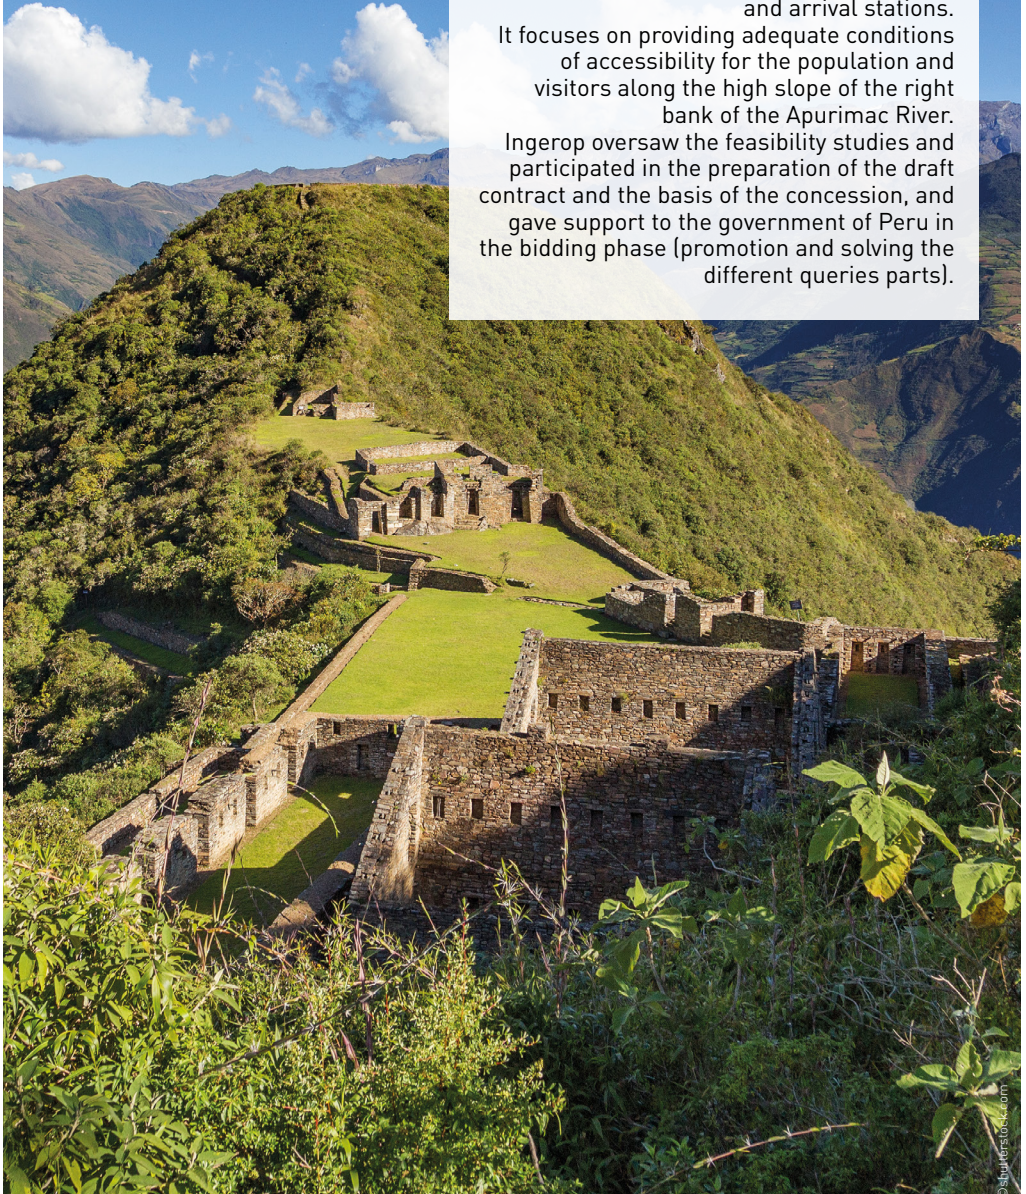 and arrival stations.
It focuses on providing adequate conditions
of accessibility for the population and
visitors along the high slope of the right
bank of the Apurimac River.
Ingerop oversaw the feasibility studies and
participated in the preparation of the draft
contract and the basis of the concession, and
gave support to the government of Peru in
the bidding phase (promotion and solving the
different queries parts).
©shutterstock.com